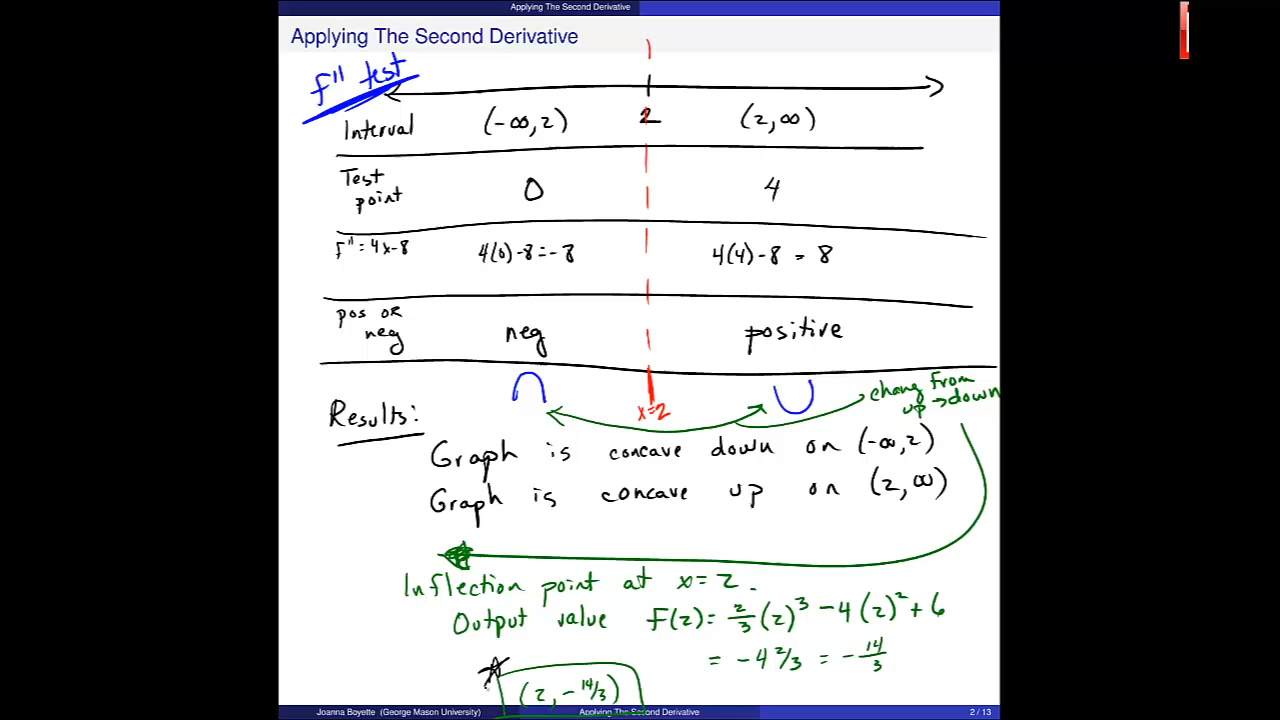 Applying The Second Derivative
Applying The Second Derivative
f'' test
Interval (-∞,2) 2 (2,∞)
Test point 0 4
f''=4x-8 4(0)-8=-8 4(4)-8 = 8
pos or neg neg positive
x=2
chang from up → down
Results:
Graph is concave down on (-∞,2)
Graph is concave up on (2,∞)
Inflection point at x=2.
Output value f(2)= 2/3 (2)³ -4(2)² +6
= -4 2/3 = -14/3
(2, -14/3)
Joanna Boyette (George Mason University) Applying The Second Derivative 2 / 13